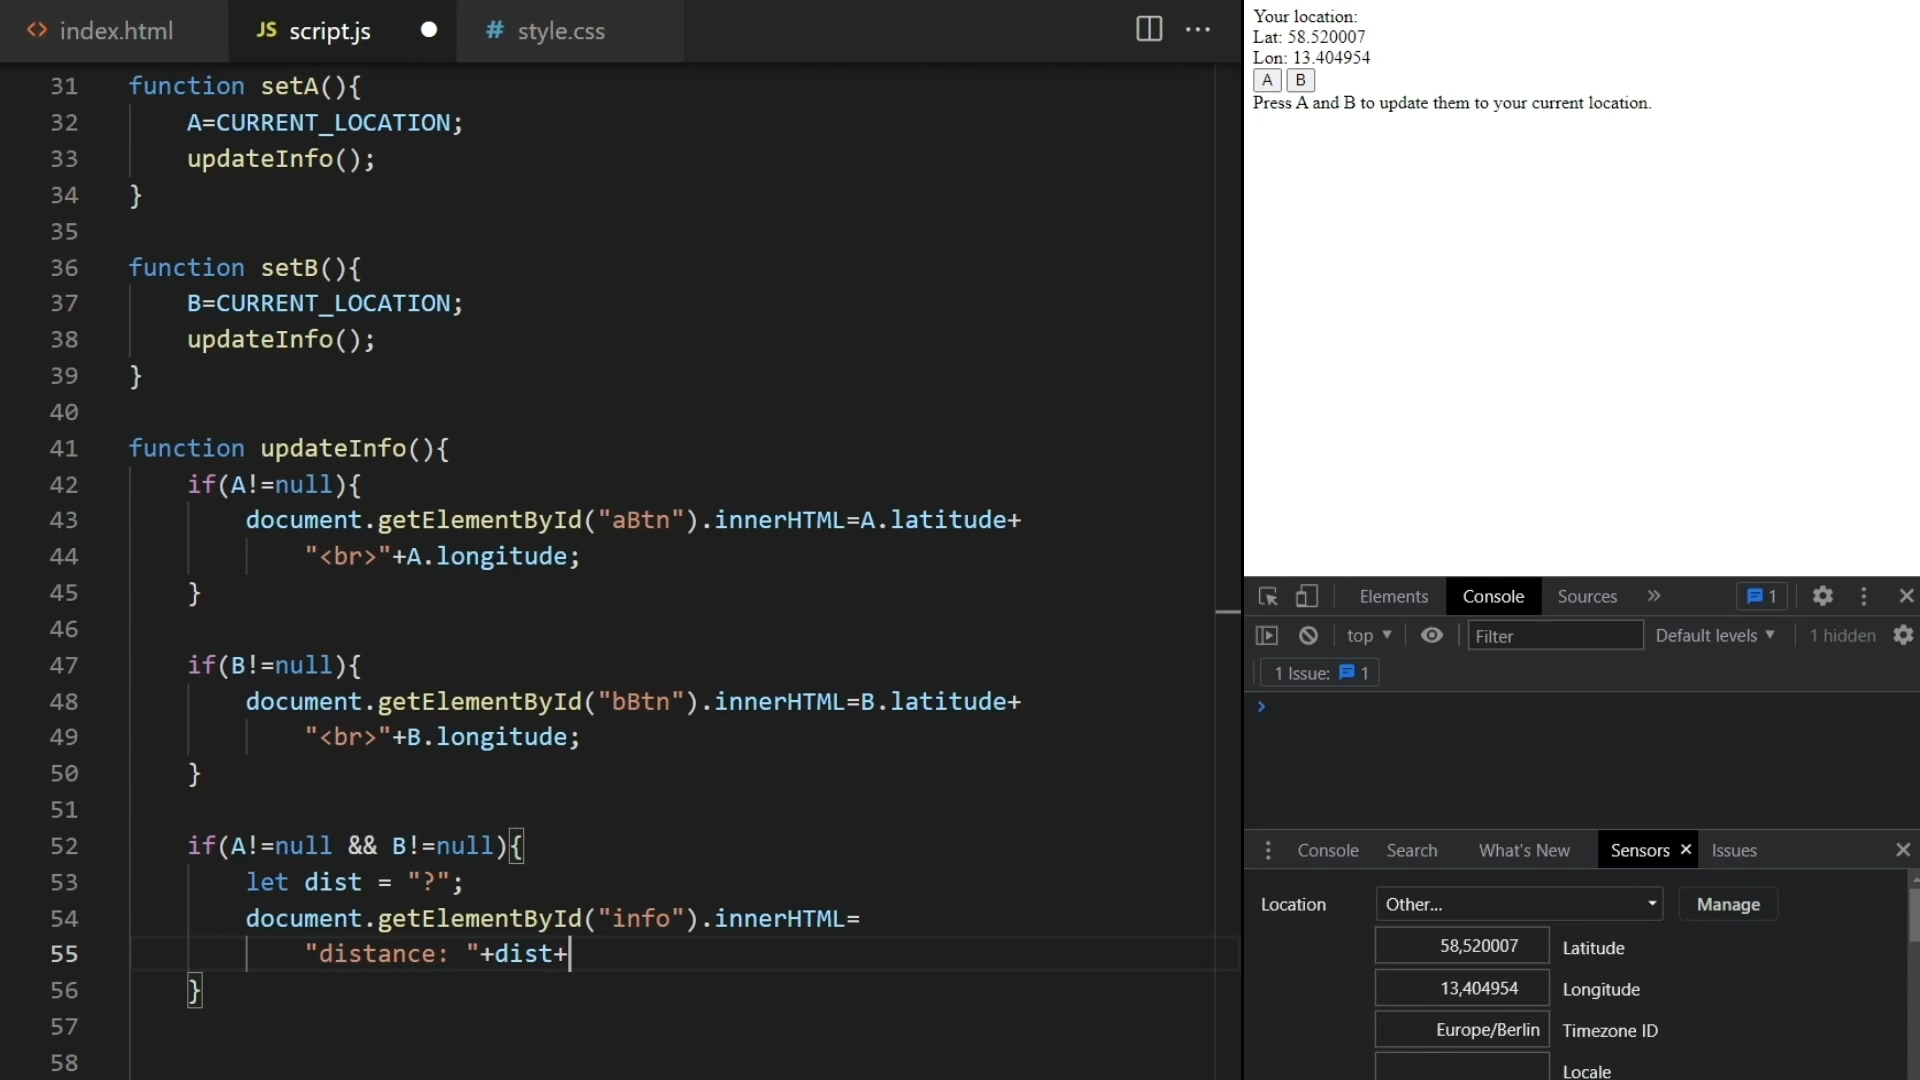 index.html
JS script.js
# style.css
31 function setA(){
32 A=CURRENT_LOCATION;
33 updateInfo();
34 }
35
36 function setB(){
37 B=CURRENT_LOCATION;
38 updateInfo();
39 }
40
41 function updateInfo(){
42 if(A!=null){
43 document.getElementById("aBtn").innerHTML=A.latitude+
44 "<br>"+A.longitude;
45 }
46
47 if(B!=null){
48 document.getElementById("bBtn").innerHTML=B.latitude+
49 "<br>"+B.longitude;
50 }
51
52 if(A!=null && B!=null){
53 let dist = "?";
54 document.getElementById("info").innerHTML=
55 "distance: "+dist+
56 }
57
58
Your location:
Lat: 58.520007
Lon: 13.404954
A B
Press A and B to update them to your current location.
Elements Console Sources » 1
top Filter Default levels 1 hidden
1 Issue: 1
Console Search What's New Sensors Issues
Location Other... Manage
58,520007 Latitude
13,404954 Longitude
Europe/Berlin Timezone ID
Locale